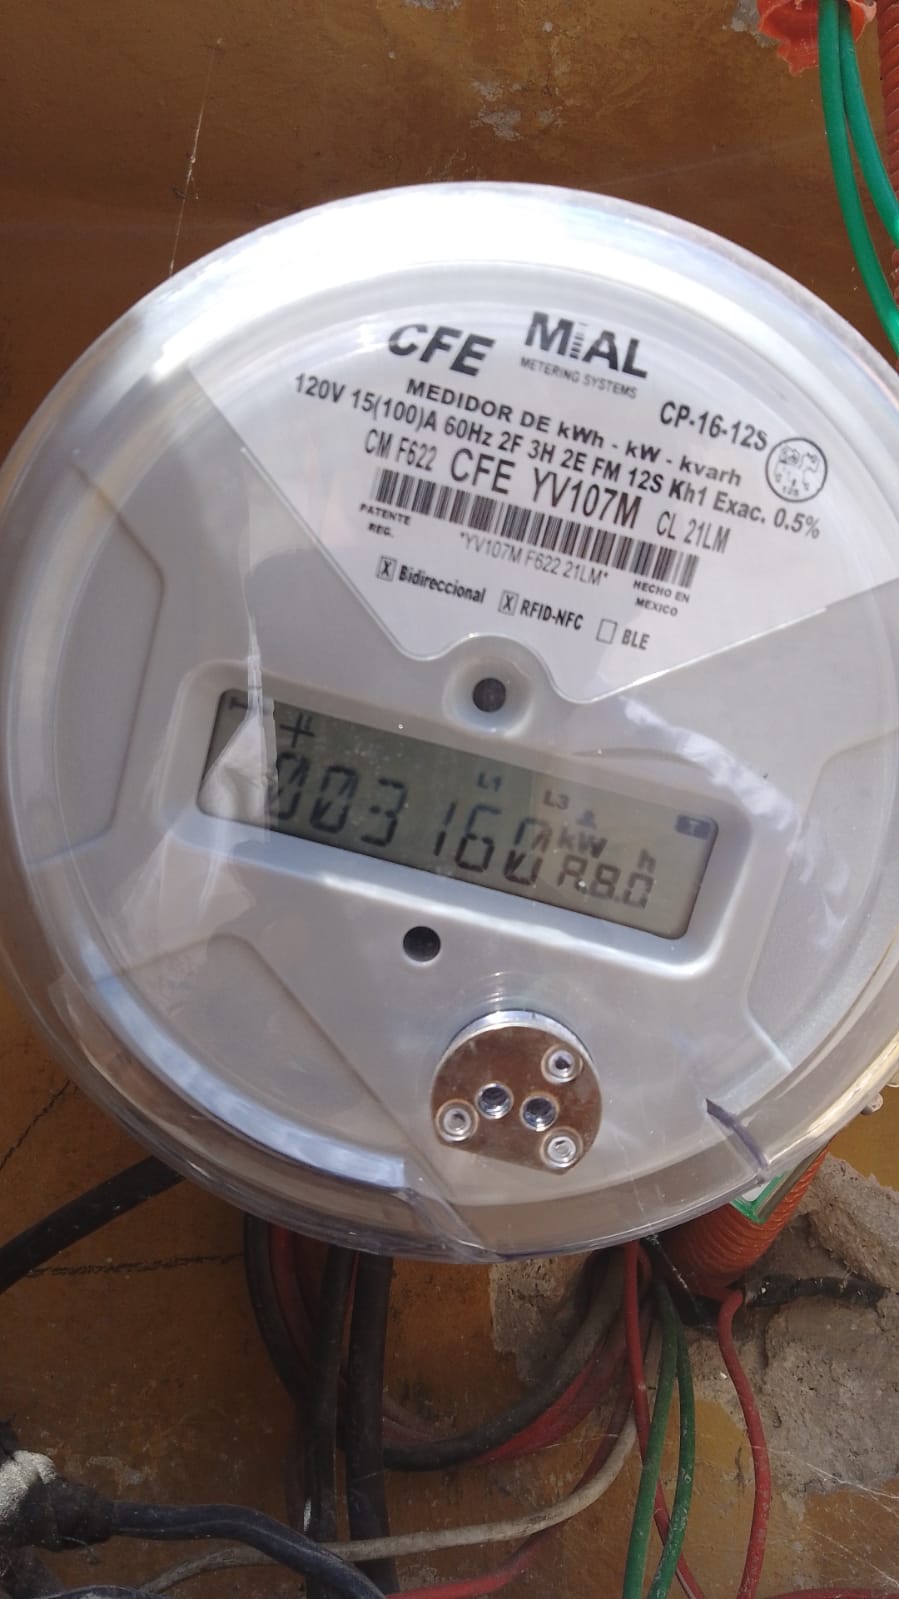 CFE MIAL
METERING SYSTEMS
CP-16-12S
MEDIDOR DE kWh - kW - kvarh
120V 15(100)A 60Hz 2F 3H 2E FM 12S Kh1 Exac. 0.5%
CM F622 CFE YV107M CL 21LM
PATENTE
REG.
*YV107M F622 21LM*
HECHO EN
MEXICO
X Bidireccional X RFID-NFC BLE
+ L1 L3 T
003160 kW h